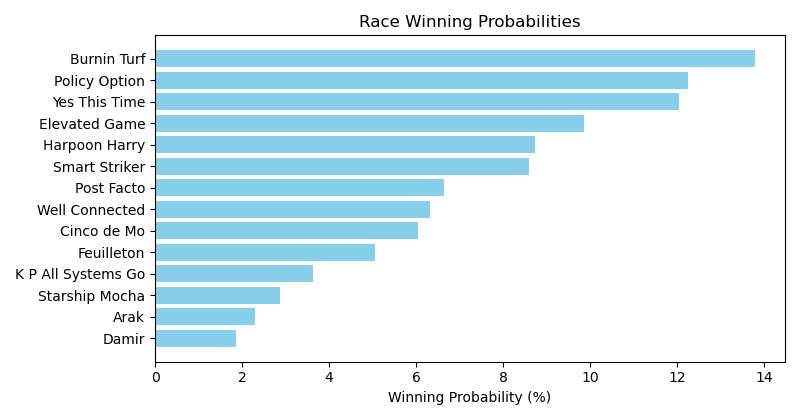 Race Winning Probabilities
Burnin Turf
Policy Option
Yes This Time
Elevated Game
Harpoon Harry
Smart Striker
Post Facto
Well Connected
Cinco de Mo
Feuilleton
K P All Systems Go
Starship Mocha
Arak
Damir
0 2 4 6 8 10 12 14
Winning Probability (%)